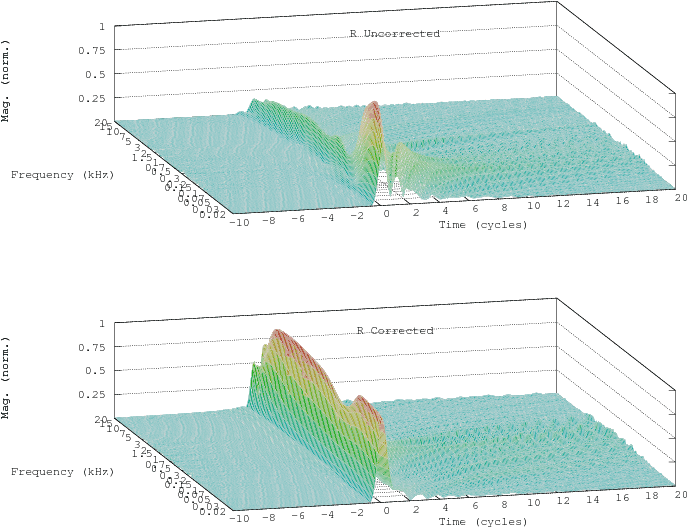 R Uncorrected
Mag. (norm.)
1
0.75
0.5
0.25
20
Frequency (kHz)
0.02
-10 -8 -6 -4 -2 0 2 4 6 8 10 12 14 16 18 20
Time (cycles)
R Corrected
Mag. (norm.)
1
0.75
0.5
0.25
20
Frequency (kHz)
0.02
-10 -8 -6 -4 -2 0 2 4 6 8 10 12 14 16 18 20
Time (cycles)